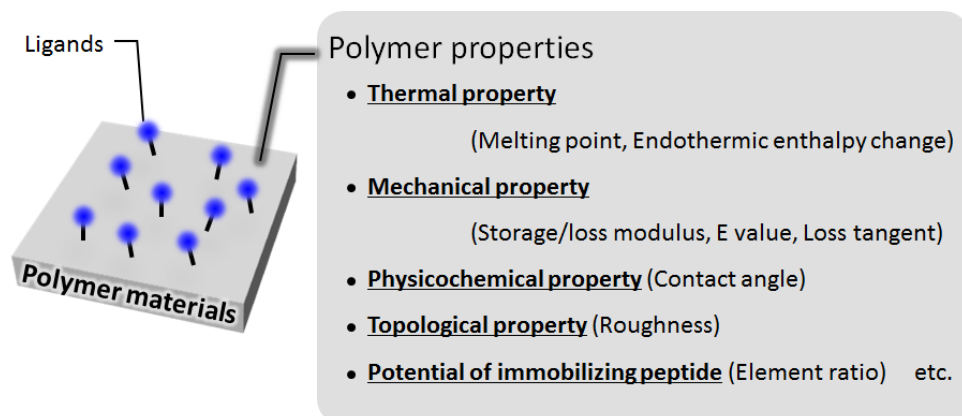 Ligands
Polymer materials
Polymer properties
• Thermal property
(Melting point, Endothermic enthalpy change)
• Mechanical property
(Storage/loss modulus, E value, Loss tangent)
• Physicochemical property (Contact angle)
• Topological property (Roughness)
• Potential of immobilizing peptide (Element ratio) etc.